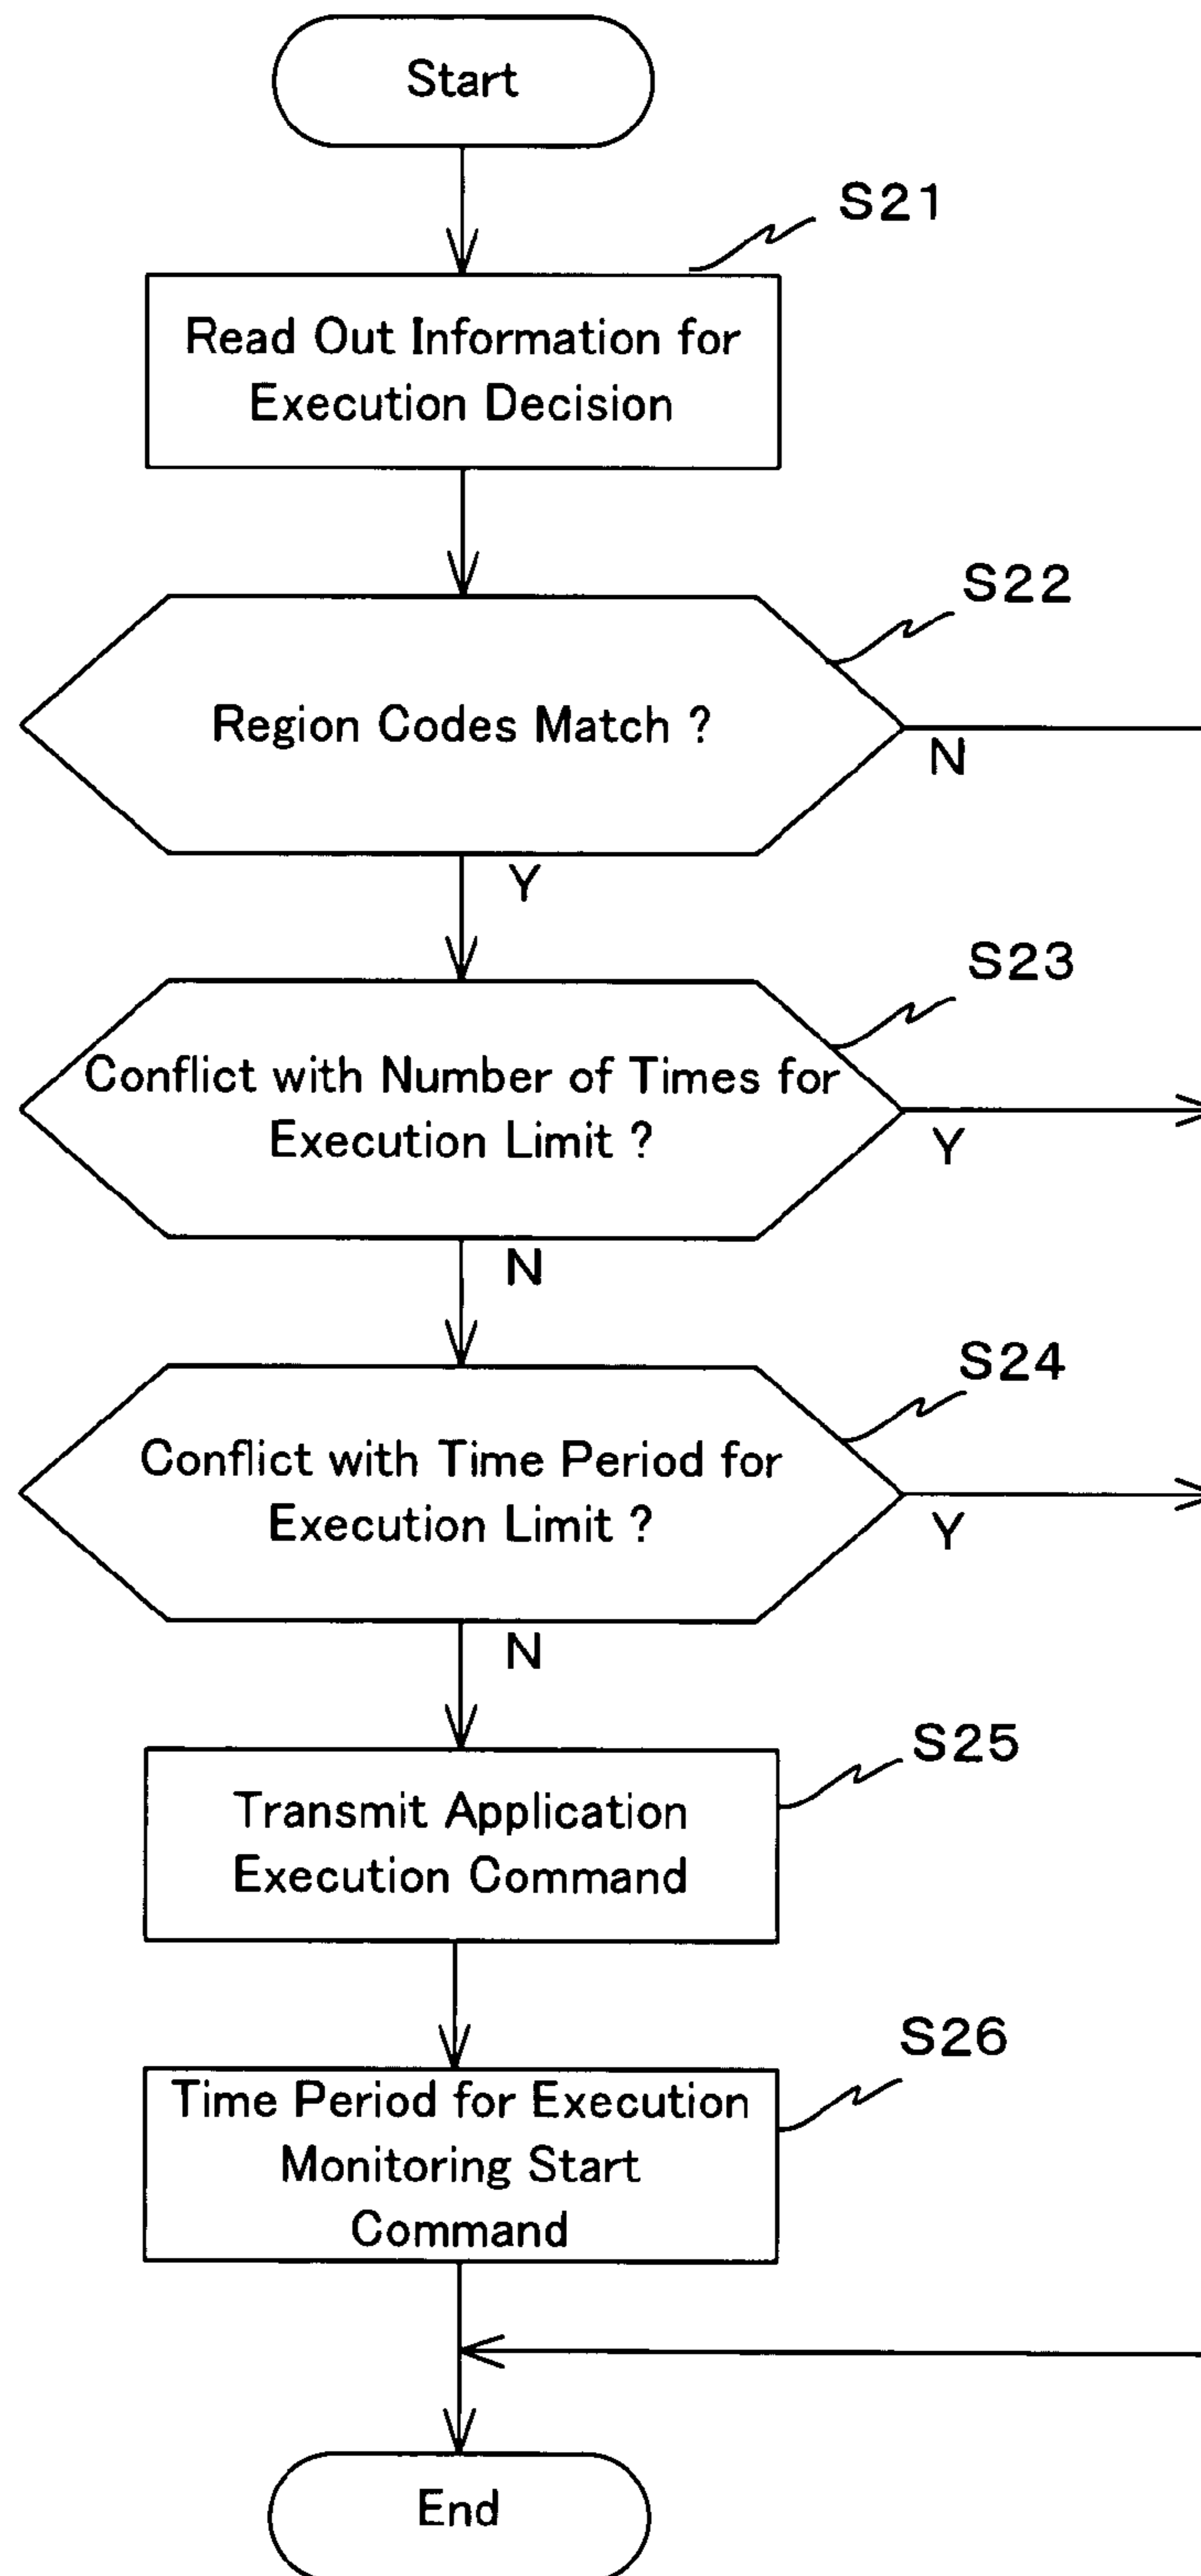 Start
S21
Read Out Information for
Execution Decision
S22
Region Codes Match ?
N
Y
S23
Conflict with Number of Times for
Execution Limit ?
Y
N
S24
Conflict with Time Period for
Execution Limit ?
Y
N
S25
Transmit Application
Execution Command
S26
Time Period for Execution
Monitoring Start
Command
End